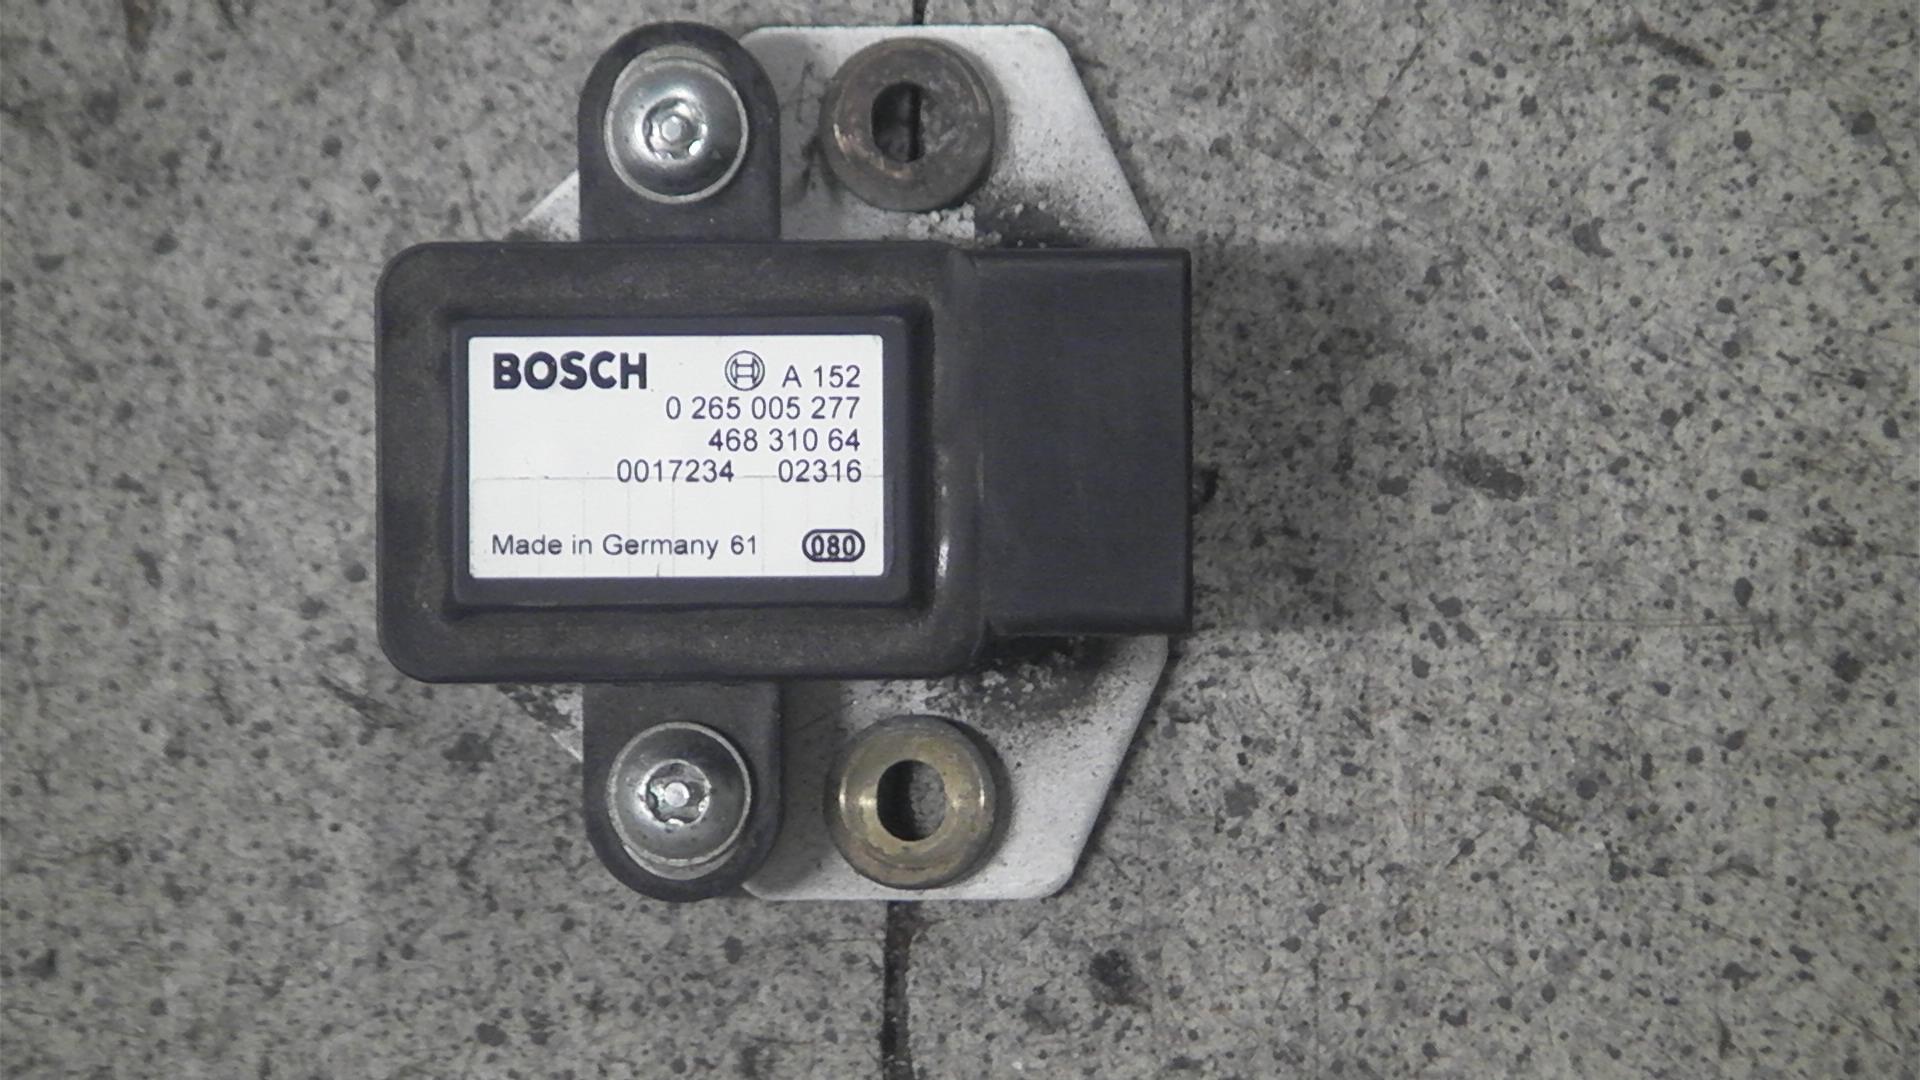 BOSCH A 152
0 265 005 277
468 310 64
0017234 02316
Made in Germany 61 080